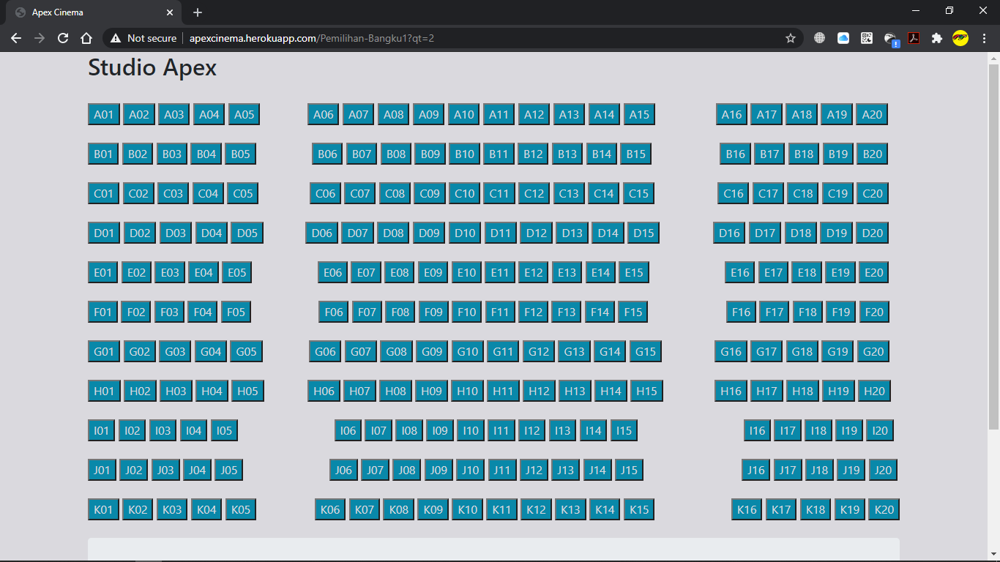 Apex Cinema
Not secure apexcinema.herokuapp.com/Pemilihan-Bangku1?qt=2
Studio Apex
A01 A02 A03 A04 A05 A06 A07 A08 A09 A10 A11 A12 A13 A14 A15 A16 A17 A18 A19 A20
B01 B02 B03 B04 B05 B06 B07 B08 B09 B10 B11 B12 B13 B14 B15 B16 B17 B18 B19 B20
C01 C02 C03 C04 C05 C06 C07 C08 C09 C10 C11 C12 C13 C14 C15 C16 C17 C18 C19 C20
D01 D02 D03 D04 D05 D06 D07 D08 D09 D10 D11 D12 D13 D14 D15 D16 D17 D18 D19 D20
E01 E02 E03 E04 E05 E06 E07 E08 E09 E10 E11 E12 E13 E14 E15 E16 E17 E18 E19 E20
F01 F02 F03 F04 F05 F06 F07 F08 F09 F10 F11 F12 F13 F14 F15 F16 F17 F18 F19 F20
G01 G02 G03 G04 G05 G06 G07 G08 G09 G10 G11 G12 G13 G14 G15 G16 G17 G18 G19 G20
H01 H02 H03 H04 H05 H06 H07 H08 H09 H10 H11 H12 H13 H14 H15 H16 H17 H18 H19 H20
I01 I02 I03 I04 I05 I06 I07 I08 I09 I10 I11 I12 I13 I14 I15 I16 I17 I18 I19 I20
J01 J02 J03 J04 J05 J06 J07 J08 J09 J10 J11 J12 J13 J14 J15 J16 J17 J18 J19 J20
K01 K02 K03 K04 K05 K06 K07 K08 K09 K10 K11 K12 K13 K14 K15 K16 K17 K18 K19 K20